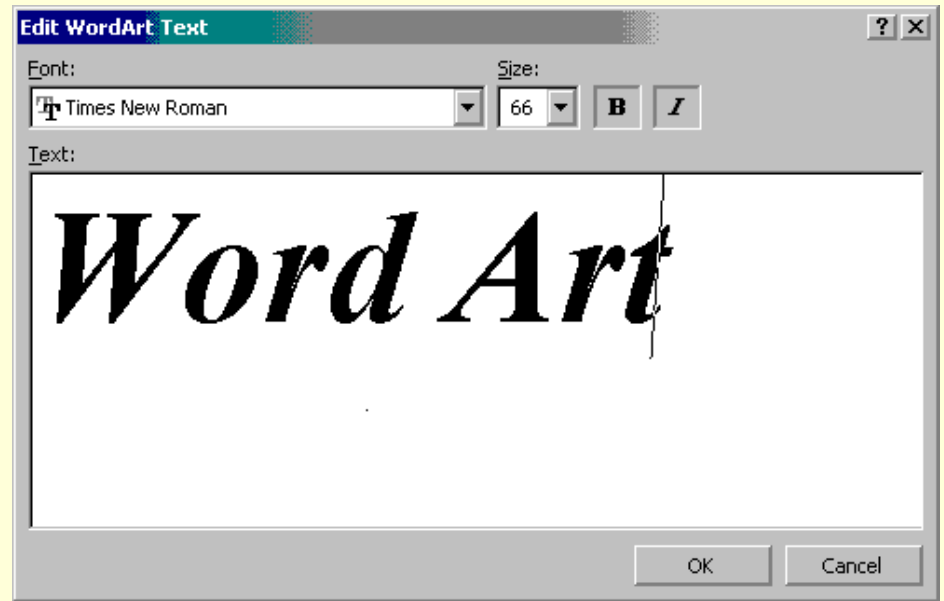 Edit WordArt Text
Font: Size:
Times New Roman 66 B I
Text:
Word Art
OK Cancel